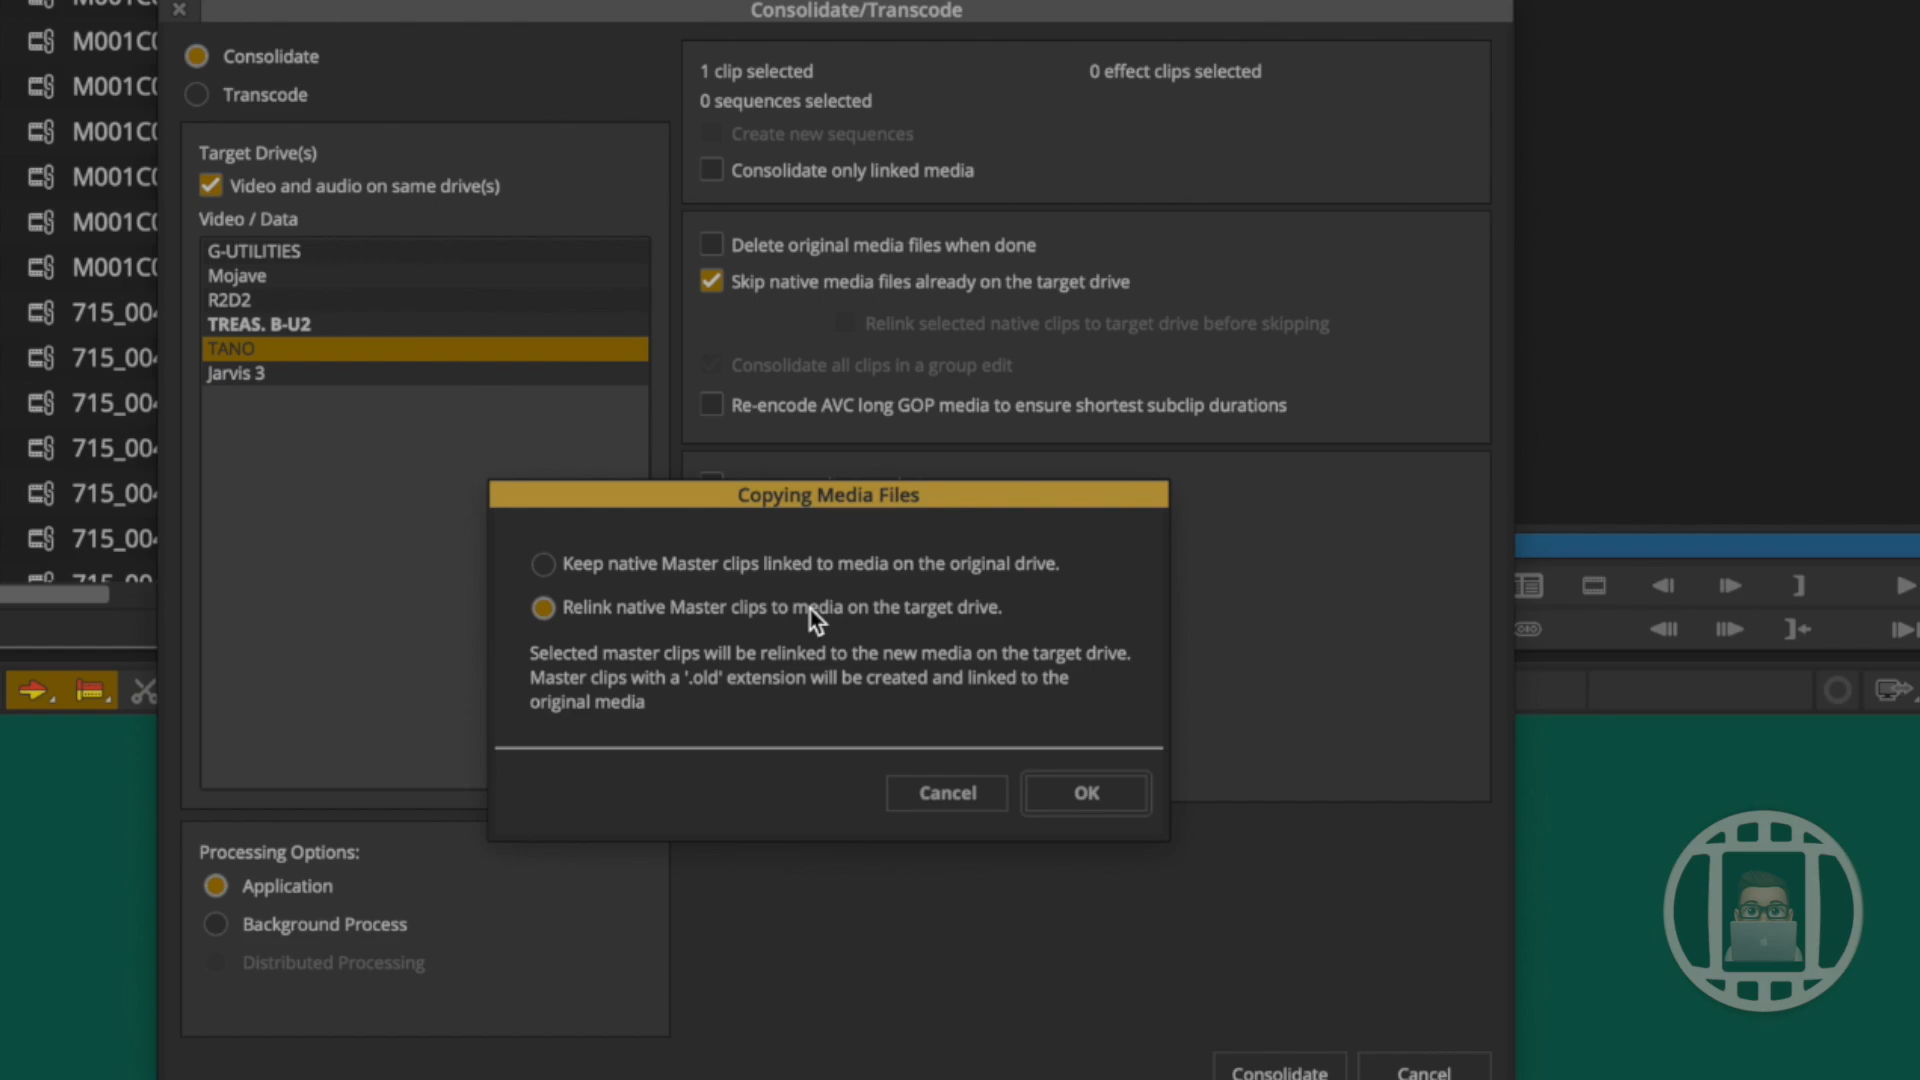 Consolidate/Transcode
M001C
M001C
M001C
M001C
M001C
M001C
715_004
715_004
715_004
715_004
715_004
715_004
Consolidate
Transcode
1 clip selected
0 effect clips selected
0 sequences selected
Create new sequences
Consolidate only linked media
Target Drive(s)
Video and audio on same drive(s)
Video / Data
G-UTILITIES
Mojave
R2D2
TREAS. B-U2
TANO
Jarvis 3
Delete original media files when done
Skip native media files already on the target drive
Relink selected native clips to target drive before skipping
Consolidate all clips in a group edit
Re-encode AVC long GOP media to ensure shortest subclip durations
Copying Media Files
Keep native Master clips linked to media on the original drive.
Relink native Master clips to media on the target drive.
Selected master clips will be relinked to the new media on the target drive.
Master clips with a '.old' extension will be created and linked to the
original media
Cancel
OK
Processing Options:
Application
Background Process
Distributed Processing
Consolidate
Cancel